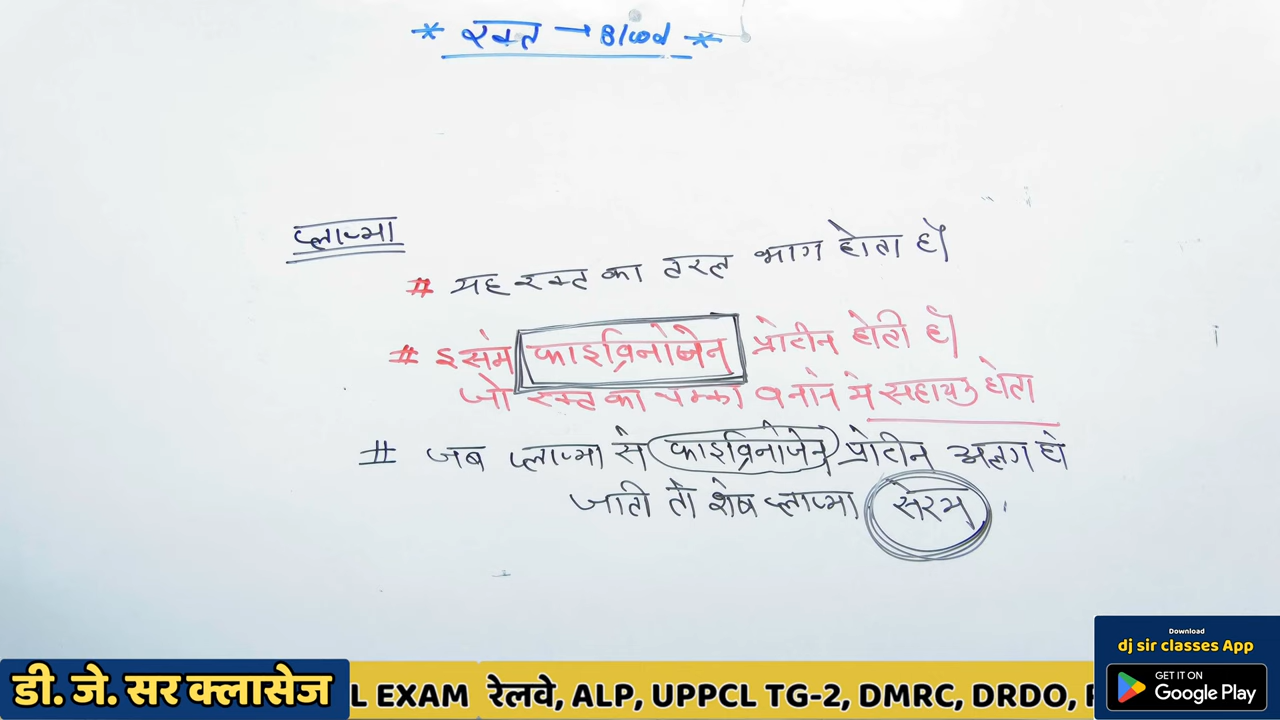 * रक्त → Blood *
प्लाज्मा
# यह रक्त का तरल भाग होता है।
# इसमे फाइब्रिनोजेन प्रोटीन होती है।
जो रक्त का थक्का बनाने मे सहायक होता
# जब प्लाज्मा से फाइब्रिनोजेन प्रोटीन अलग हो
जाती तो शेष प्लाज्मा सेरम
Download
dj sir classes App
GET IT ON
Google Play
डी. जे. सर क्लासेज
L EXAM रेलवे, ALP, UPPCL TG-2, DMRC, DRDO,